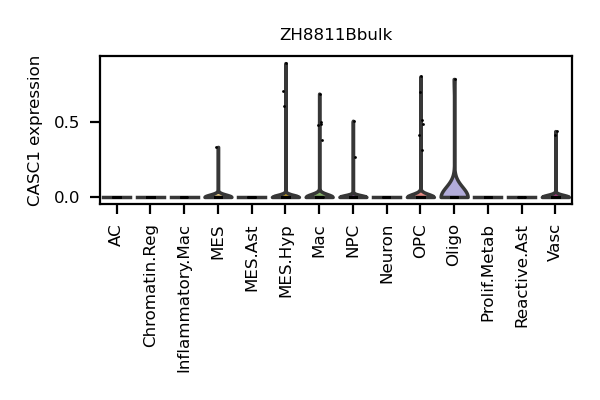 ZH8811Bbulk
CASC1 expression
0.5
0.0
AC
Chromatin.Reg
Inflammatory.Mac
MES
MES.Ast
MES.Hyp
Mac
NPC
Neuron
OPC
Oligo
Prolif.Metab
Reactive.Ast
Vasc